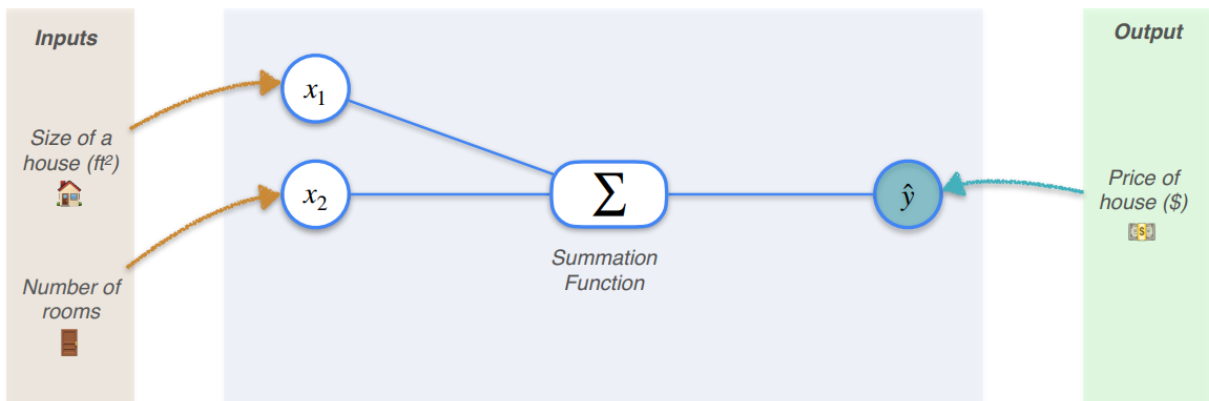 Inputs
Size of a
house (ft²)
Number of
rooms
x₁
x₂
Σ
Summation
Function
ŷ
Output
Price of
house ($)